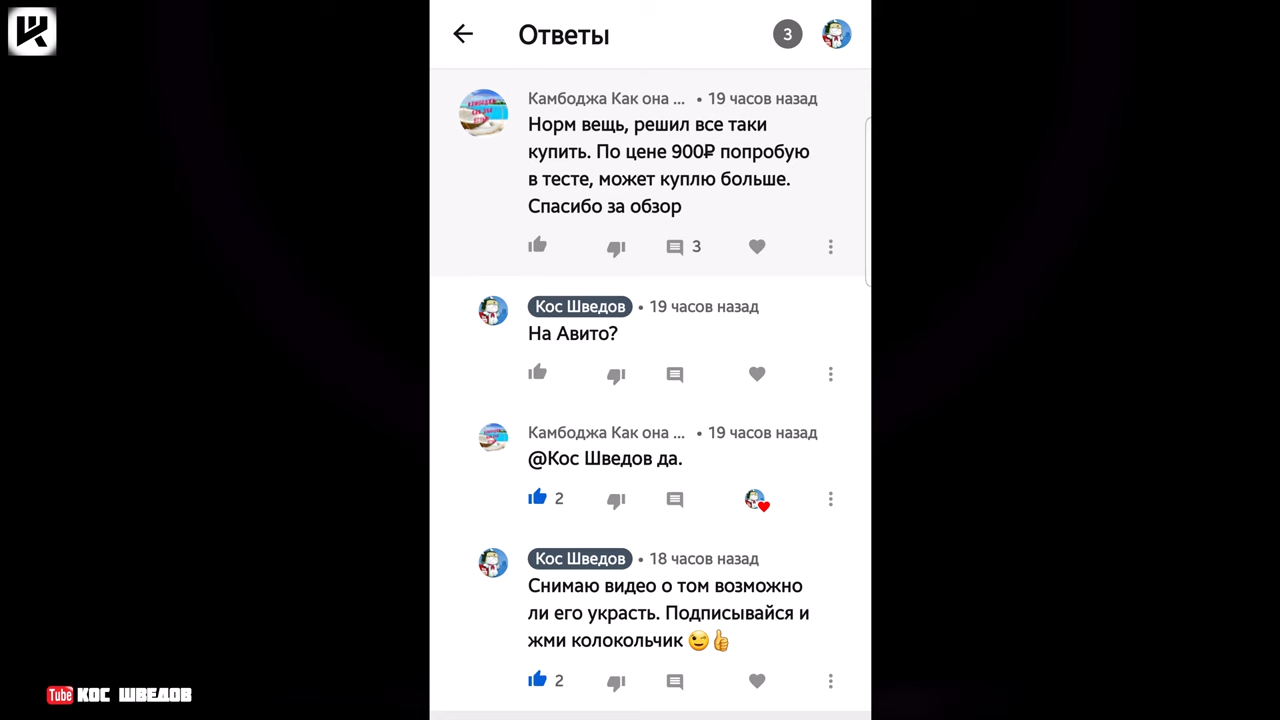 Ответы
3
Камбоджа Как она ... • 19 часов назад
Норм вещь, решил все таки
купить. По цене 900₽ попробую
в тесте, может куплю больше.
Спасибо за обзор
3
Кос Шведов • 19 часов назад
На Авито?
Камбоджа Как она ... • 19 часов назад
@Кос Шведов да.
2
Кос Шведов • 18 часов назад
Снимаю видео о том возможно
ли его украсть. Подписывайся и
жми колокольчик 😉👍
2
Tube КОС ШВЕДОВ